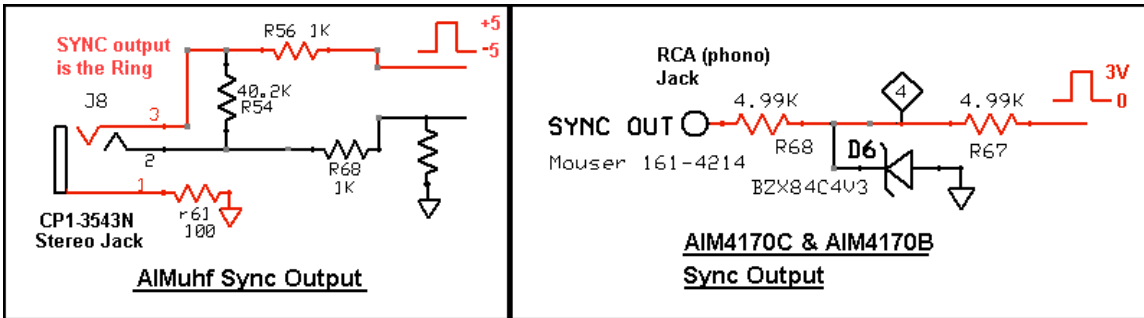 SYNC output
is the Ring
R56 1K
+5
-5
J8
40.2K
R54
3
2
R68
1K
1
r61
100
CP1-3543N
Stereo Jack
AIMuhf Sync Output
RCA (phono)
Jack
4
3V
0
4.99K
4.99K
SYNC OUT
R68
R67
Mouser 161-4214
D6
BZX84C4V3
AIM4170C & AIM4170B
Sync Output